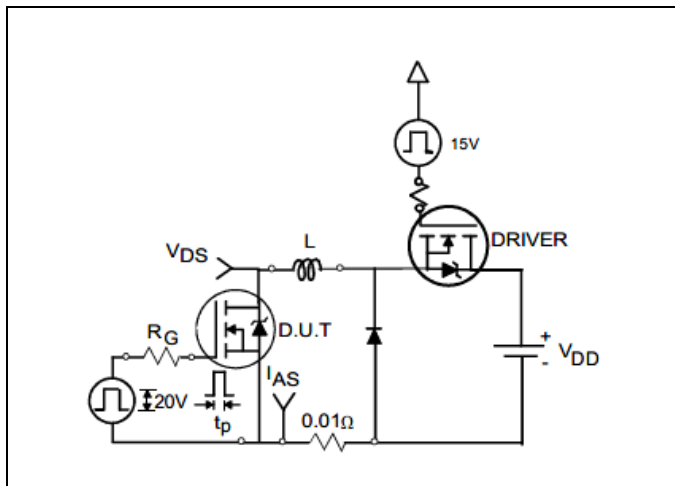 15V
DRIVER
L
VDS
D.U.T
RG
IAS
20V
tp
0.01Ω
+
-
VDD